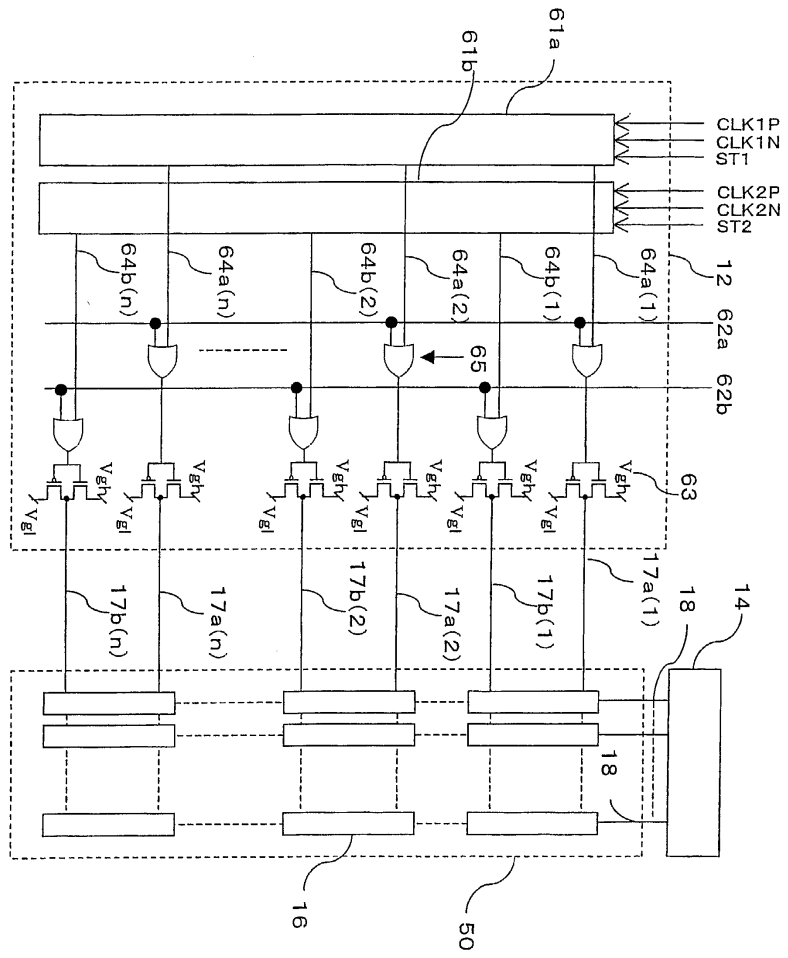 61a
61b
CLK1P
CLK1N
ST1
CLK2P
CLK2N
ST2
12
62a
62b
64a(1)
64b(1)
64a(2)
64b(2)
64a(n)
64b(n)
65
63
Vgh
Vgl
Vgh
Vgl
Vgh
Vgl
Vgh
Vgl
Vgh
Vgl
Vgh
Vgl
17a(1)
17b(1)
17a(2)
17b(2)
17a(n)
17b(n)
14
18
18
16
50